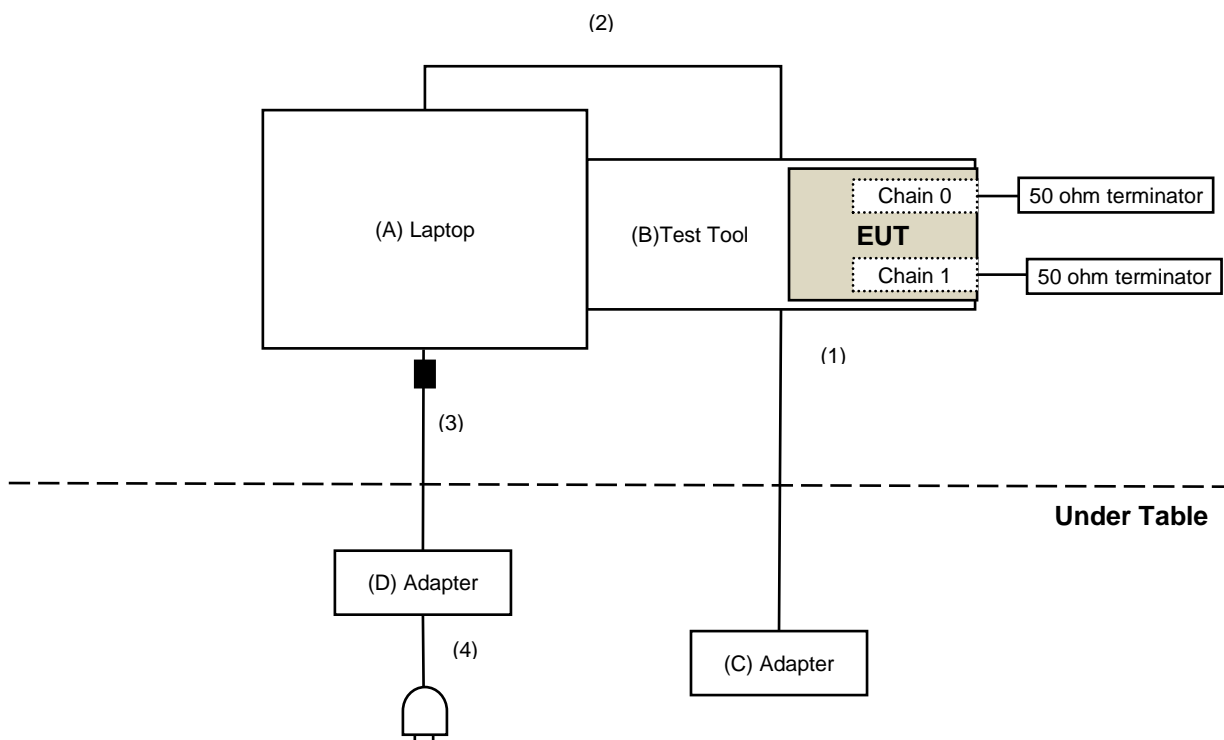 (2)
(A) Laptop
(B)Test Tool
Chain 0
EUT
Chain 1
50 ohm terminator
50 ohm terminator
(1)
(3)
Under Table
(D) Adapter
(4)
(C) Adapter